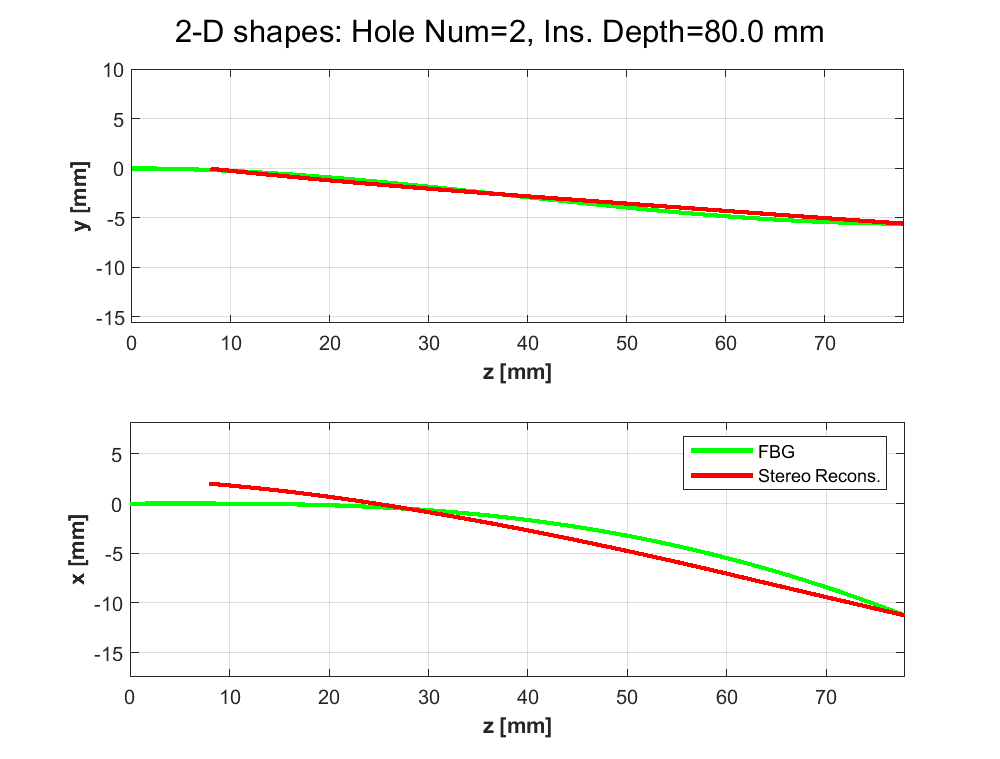 2-D shapes: Hole Num=2, Ins. Depth=80.0 mm
10
5
0
-5
-10
-15
y [mm]
0 10 20 30 40 50 60 70
z [mm]
5
0
-5
-10
-15
x [mm]
FBG
Stereo Recons.
0 10 20 30 40 50 60 70
z [mm]